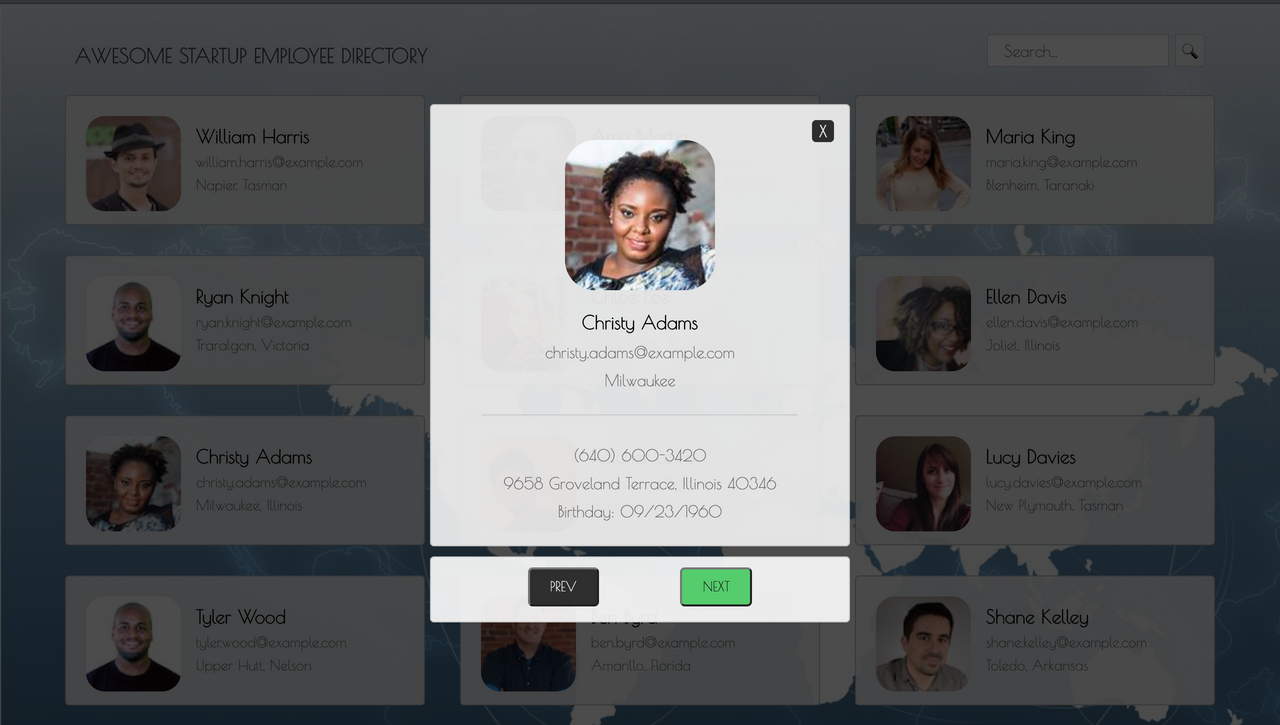 AWESOME STARTUP EMPLOYEE DIRECTORY
Search...
William Harris
william.harris@example.com
Napier, Tasman
Maria King
maria.king@example.com
Blenheim, Taranaki
Ryan Knight
ryan.knight@example.com
Traralgon, Victoria
Ellen Davis
ellen.davis@example.com
Joliet, Illinois
Christy Adams
christy.adams@example.com
Milwaukee, Illinois
Lucy Davies
lucy.davies@example.com
New Plymouth, Tasman
Tyler Wood
tyler.wood@example.com
Upper Hutt, Nelson
Ben Byrd
ben.byrd@example.com
Amarillo, Florida
Shane Kelley
shane.kelley@example.com
Toledo, Arkansas
X
Christy Adams
christy.adams@example.com
Milwaukee
(640) 600-3420
9658 Groveland Terrace, Illinois 40346
Birthday: 09/23/1960
PREV
NEXT